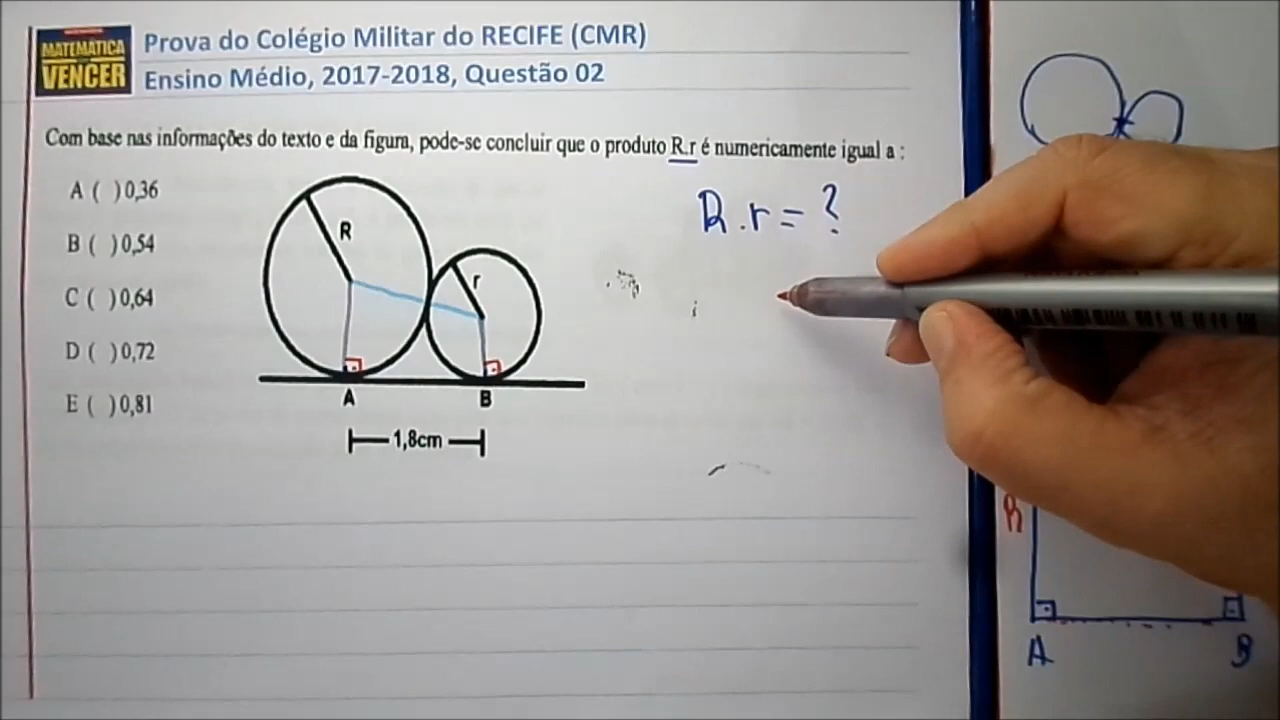 MATEMÁTICA
VENCER
Prova do Colégio Militar do RECIFE (CMR)
Ensino Médio, 2017-2018, Questão 02
Com base nas informações do texto e da figura, pode-se concluir que o produto R.r é numericamente igual a :
A ( ) 0,36
B ( ) 0,54
C ( ) 0,64
D ( ) 0,72
E ( ) 0,81
R
r
A
B
1,8cm
R.r = ?
R
A
B